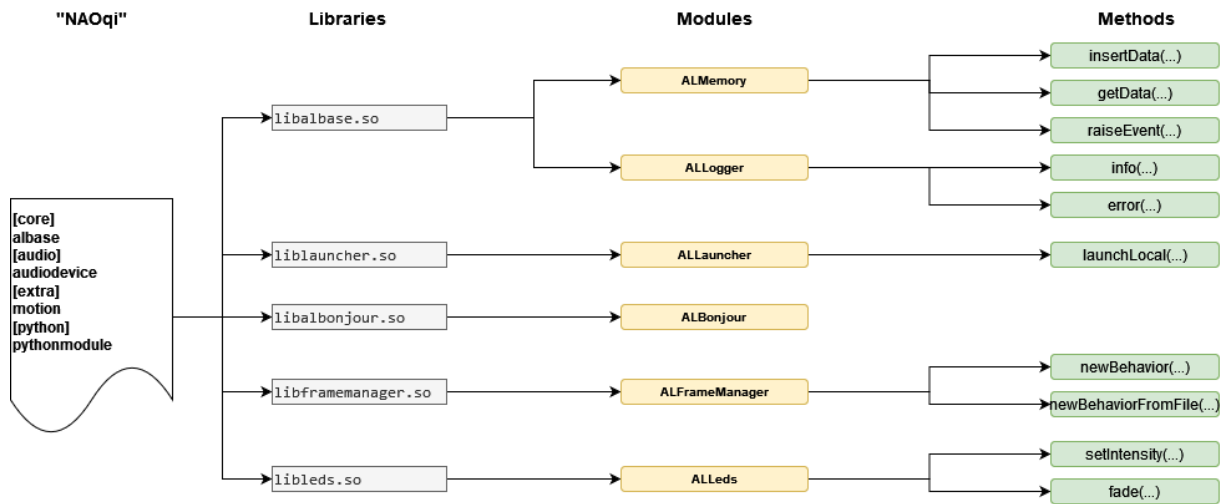 "NAOqi"
Libraries
Modules
Methods
[core]
albase
[audio]
audiodevice
[extra]
motion
[python]
pythonmodule
libalbase.so
liblauncher.so
libalbonjour.so
libframemanager.so
libleds.so
ALMemory
ALLogger
ALLauncher
ALBonjour
ALFrameManager
ALLeds
insertData(...)
getData(...)
raiseEvent(...)
info(...)
error(...)
launchLocal(...)
newBehavior(...)
newBehaviorFromFile(...)
setIntensity(...)
fade(...)